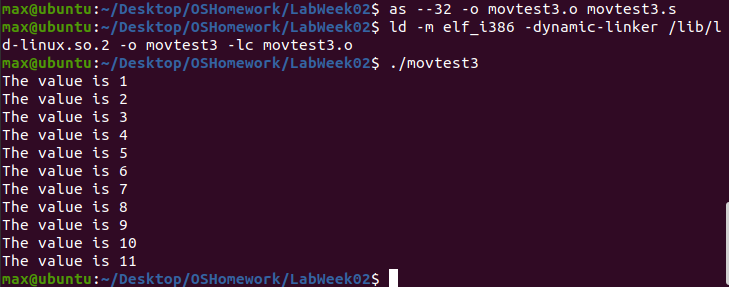 max@ubuntu:~/Desktop/OSHomework/LabWeek02$ as --32 -o movtest3.o movtest3.s
max@ubuntu:~/Desktop/OSHomework/LabWeek02$ ld -m elf_i386 -dynamic-linker /lib/l
d-linux.so.2 -o movtest3 -lc movtest3.o
max@ubuntu:~/Desktop/OSHomework/LabWeek02$ ./movtest3
The value is 1
The value is 2
The value is 3
The value is 4
The value is 5
The value is 6
The value is 7
The value is 8
The value is 9
The value is 10
The value is 11
max@ubuntu:~/Desktop/OSHomework/LabWeek02$